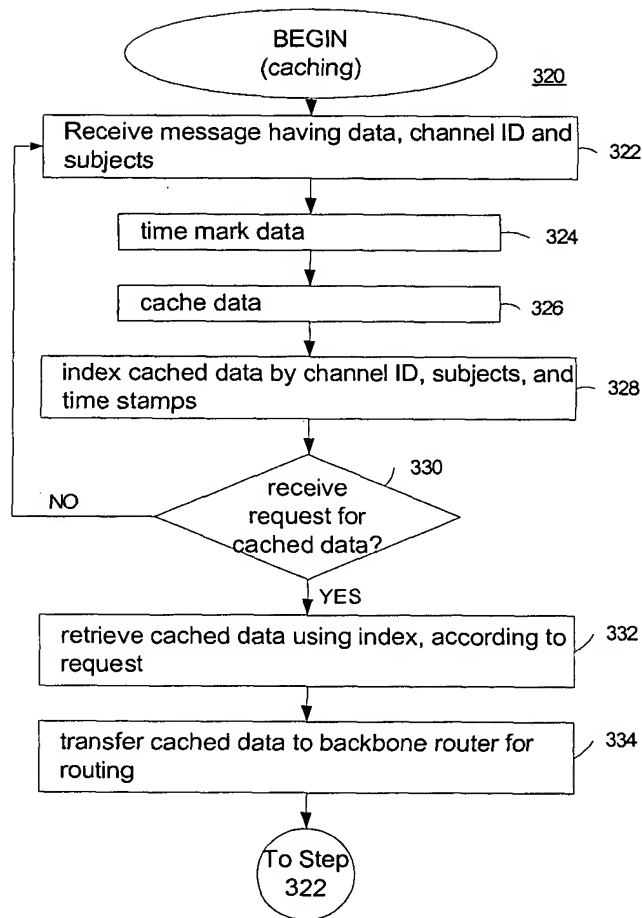 BEGIN
(caching)
320
Receive message having data, channel ID and
subjects
322
time mark data
324
cache data
326
index cached data by channel ID, subjects, and
time stamps
328
330
receive
request for
cached data?
NO
YES
retrieve cached data using index, according to
request
332
transfer cached data to backbone router for
routing
334
To Step
322